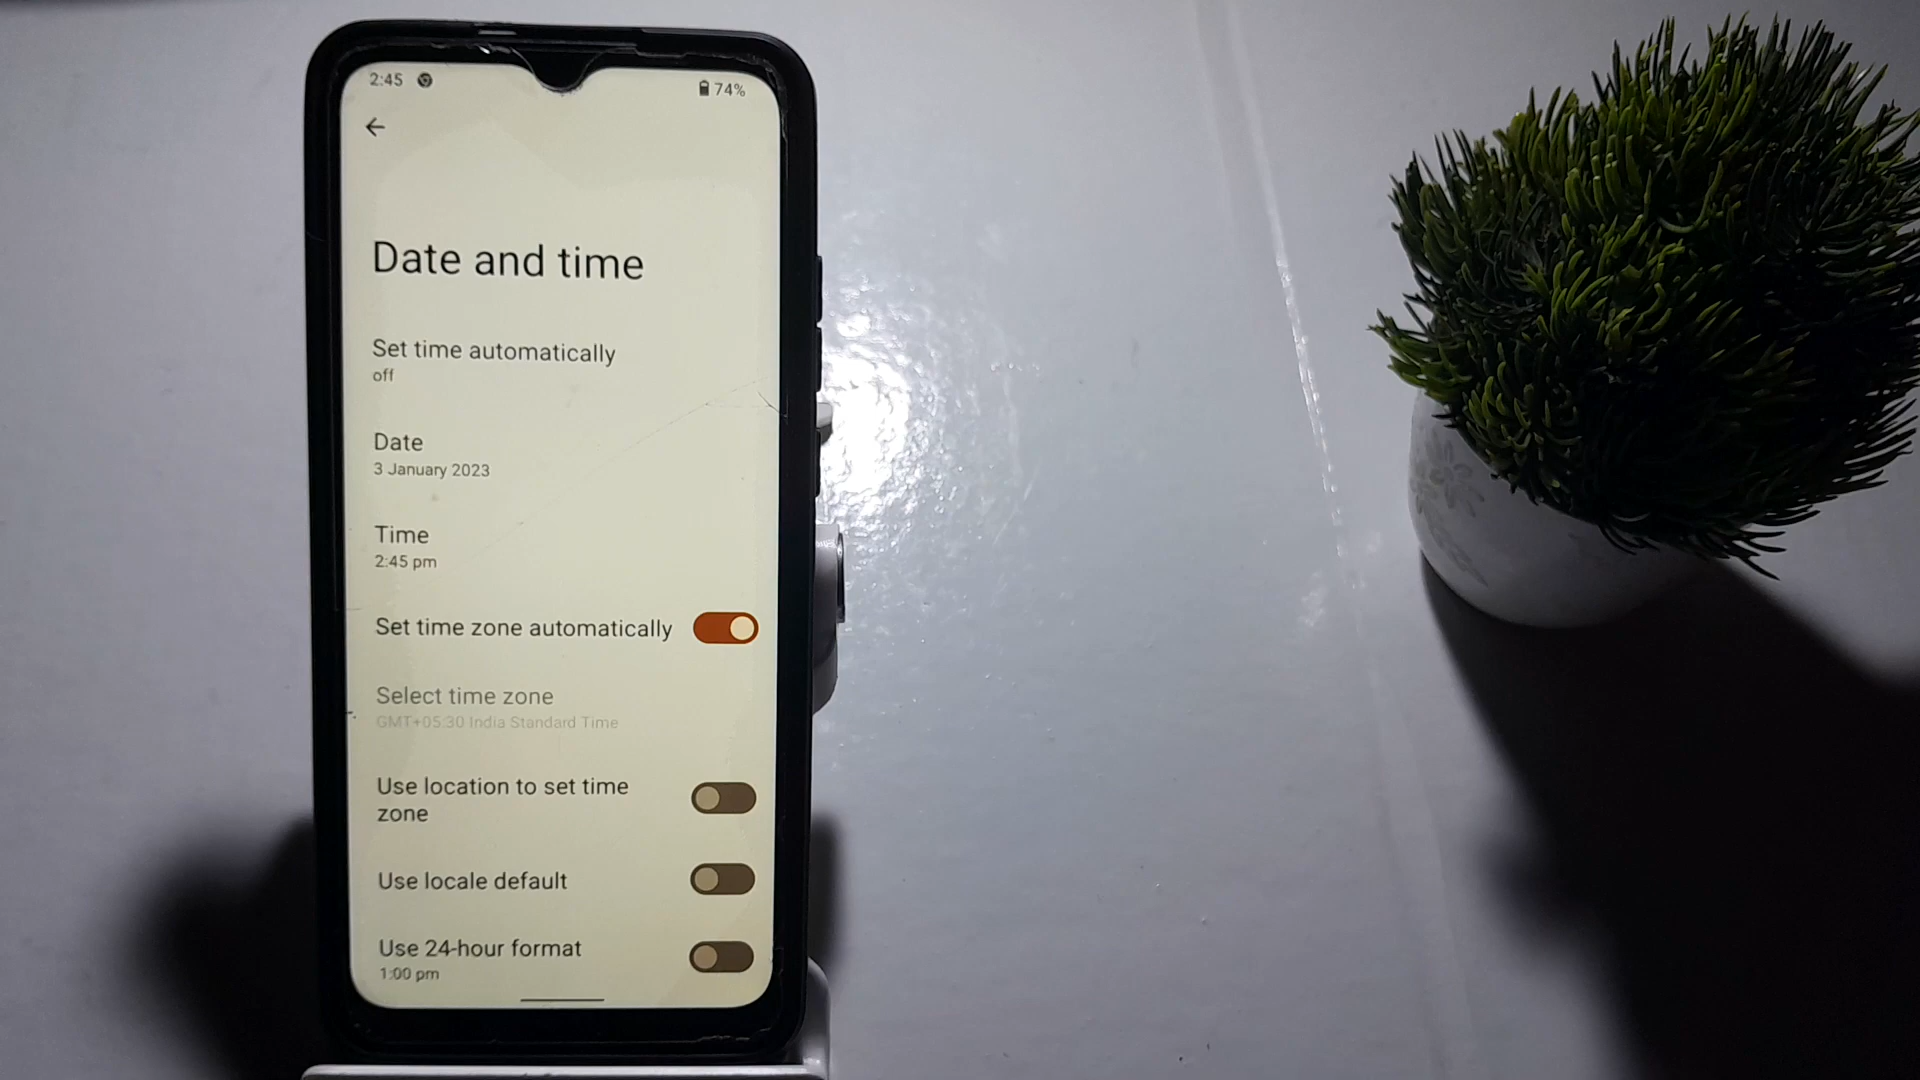 2:45
74%
Date and time
Set time automatically
off
Date
3 January 2023
Time
2:45 pm
Set time zone automatically
Select time zone
GMT+05:30 India Standard Time
Use location to set time
zone
Use locale default
Use 24-hour format
1:00 pm